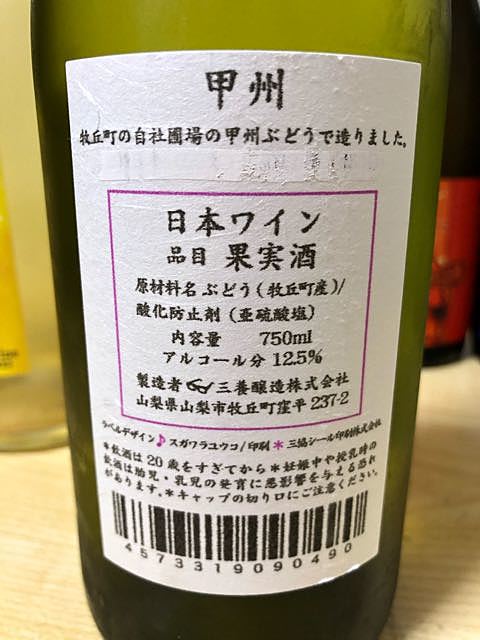 甲州
牧丘町の自社圃場の甲州ぶどうで造りました。
日本ワイン
品目 果実酒
原材料名 ぶどう(牧丘町産)/
酸化防止剤(亜硫酸塩)
内容量 750ml
アルコール分 12.5%
製造者 三養醸造株式会社
山梨県山梨市牧丘町窪平237-2
ラベルデザイン♪スガフラユウコ/印刷*三協シール印刷株式会社
*飲酒は20歳をすぎてから*妊娠中や授乳時の
飲酒は胎児・乳児の発育に悪影響を与える恐れ
があります。*キャップの切り口にご注意ください。
4573319090490